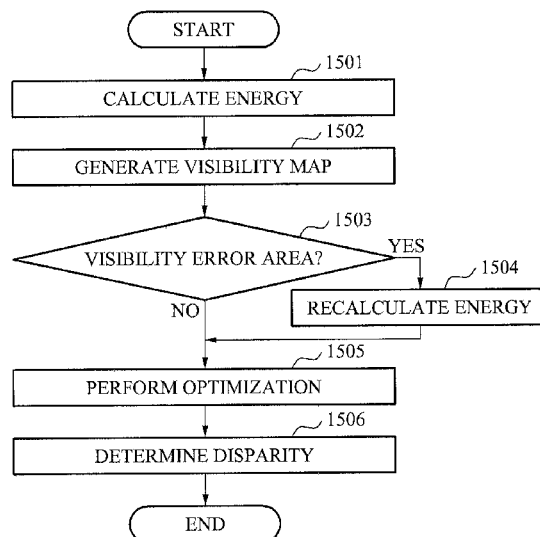 START
1501
CALCULATE ENERGY
1502
GENERATE VISIBILITY MAP
1503
VISIBILITY ERROR AREA?
YES
1504
NO
RECALCULATE ENERGY
1505
PERFORM OPTIMIZATION
1506
DETERMINE DISPARITY
END